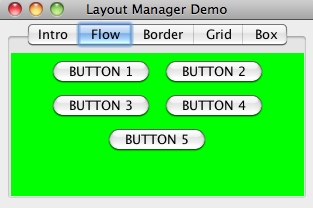 Layout Manager Demo
Intro Flow Border Grid Box
BUTTON 1 BUTTON 2
BUTTON 3 BUTTON 4
BUTTON 5